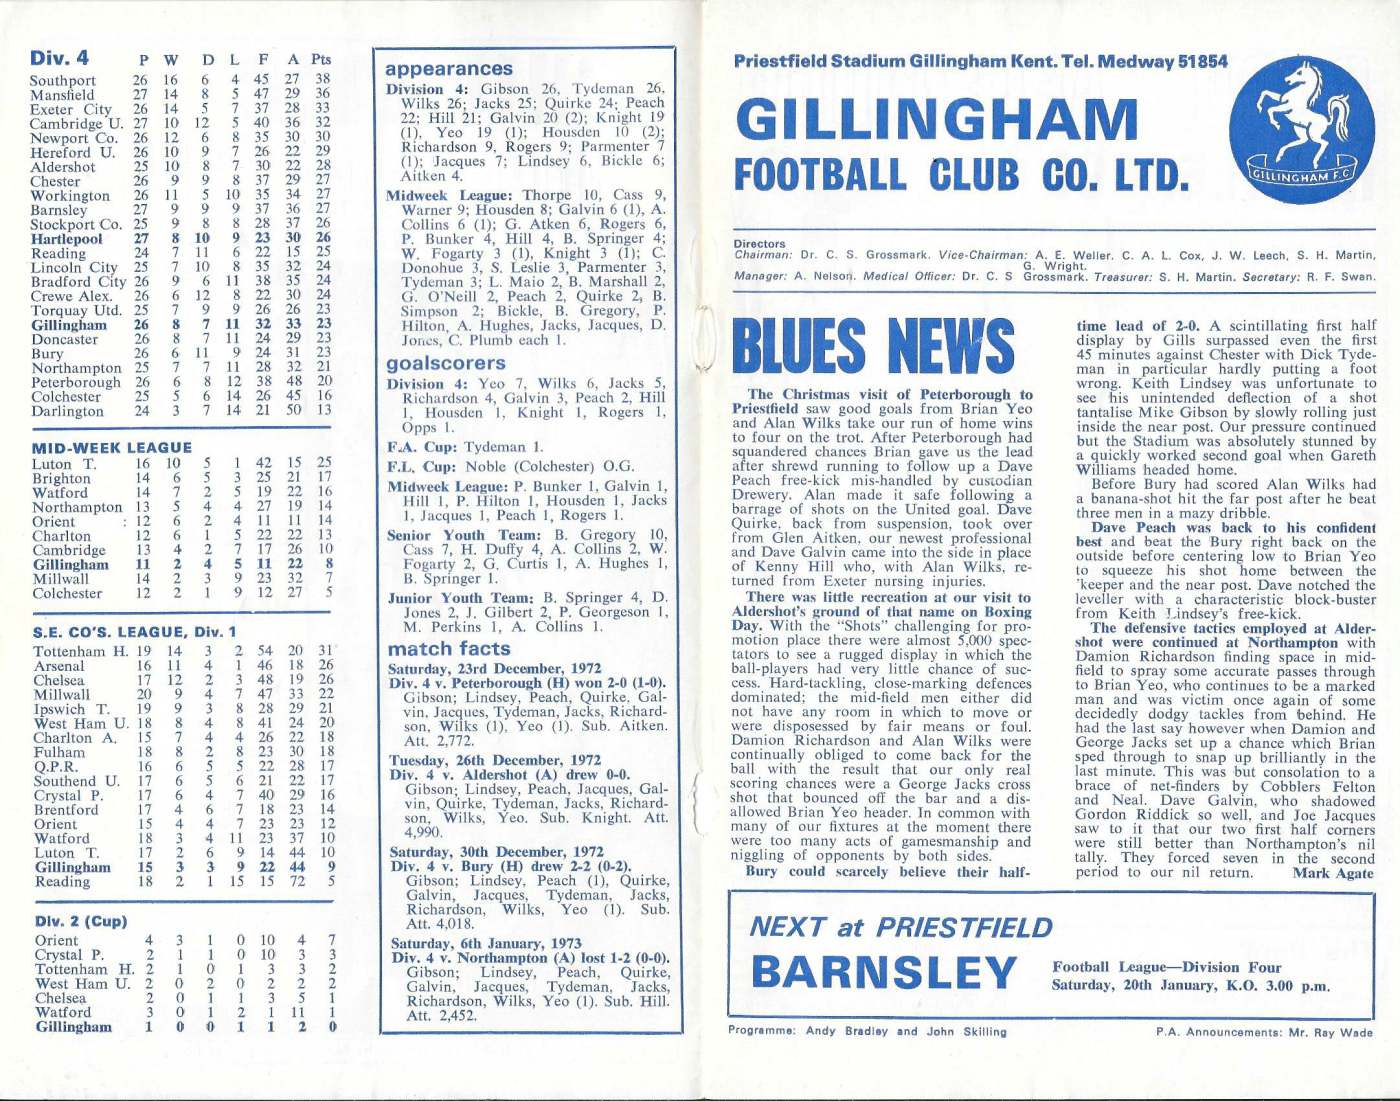 Div. 4 P W D L F A Pts
Southport 26 16 6 4 45 27 38
Mansfield 27 14 8 5 47 29 36
Exeter City 26 14 5 7 37 28 33
Cambridge U. 27 10 12 5 40 36 32
Newport Co. 26 12 6 8 35 30 30
Hereford U. 26 10 9 7 26 22 29
Aldershot 25 10 8 7 30 22 28
Chester 26 9 9 8 37 29 27
Workington 26 11 5 10 35 34 27
Barnsley 27 9 9 9 37 36 27
Stockport Co. 25 9 8 8 28 37 26
Hartlepool 27 8 10 9 23 30 26
Reading 24 7 11 6 22 15 25
Lincoln City 25 7 10 8 35 32 24
Bradford City 26 9 6 11 38 35 24
Crewe Alex. 26 6 12 8 22 30 24
Torquay Utd. 25 7 9 9 26 26 23
Gillingham 26 8 7 11 32 33 23
Doncaster 26 8 7 11 24 29 23
Bury 26 6 11 9 24 31 23
Northampton 25 7 7 11 28 32 21
Peterborough 26 6 8 12 38 48 20
Colchester 25 5 6 14 26 45 16
Darlington 24 3 7 14 21 50 13
MID-WEEK LEAGUE
Luton T. 16 10 5 1 42 15 25
Brighton 14 6 5 3 25 21 17
Watford 14 7 2 5 19 22 16
Northampton 13 5 4 4 27 19 14
Orient : 12 6 2 4 11 11 14
Charlton 12 6 1 5 22 22 13
Cambridge 13 4 2 7 17 26 10
Gillingham 11 2 4 5 11 22 8
Millwall 14 2 3 9 23 32 7
Colchester 12 2 1 9 12 27 5
S.E. CO'S. LEAGUE, Div. 1
Tottenham H. 19 14 3 2 54 20 31
Arsenal 16 11 4 1 46 18 26
Chelsea 17 12 2 3 48 19 26
Millwall 20 9 4 7 47 33 22
Ipswich T. 19 9 3 8 28 29 21
West Ham U. 18 8 4 8 41 24 20
Charlton A. 15 7 4 4 26 22 18
Fulham 18 8 2 8 23 30 18
Q.P.R. 16 6 5 5 22 28 17
Southend U. 17 6 5 6 21 22 17
Crystal P. 17 6 4 7 40 29 16
Brentford 17 4 6 7 18 23 14
Orient 15 4 4 7 23 23 12
Watford 18 3 4 11 23 37 10
Luton T. 17 2 6 9 14 44 10
Gillingham 15 3 3 9 22 44 9
Reading 18 2 1 15 15 72 5
Div. 2 (Cup)
Orient 4 3 1 0 10 4 7
Crystal P. 2 1 1 0 10 3 3
Tottenham H. 2 1 0 1 3 3 2
West Ham U. 2 0 2 0 2 2 2
Chelsea 2 0 1 1 3 5 1
Watford 3 0 1 2 1 11 1
Gillingham 1 0 0 1 1 2 0
appearances
Division 4: Gibson 26, Tydeman 26,
Wilks 26; Jacks 25; Quirke 24; Peach
22; Hill 21; Galvin 20 (2); Knight 19
(1), Yeo 19 (1); Housden 10 (2);
Richardson 9, Rogers 9; Parmenter 7
(1); Jacques 7; Lindsey 6, Bickle 6;
Aitken 4.
Midweek League: Thorpe 10, Cass 9,
Warner 9; Housden 8; Galvin 6 (1), A.
Collins 6 (1); G. Atken 6, Rogers 6,
P. Bunker 4, Hill 4, B. Springer 4;
W. Fogarty 3 (1), Knight 3 (1); C.
Donohue 3, S. Leslie 3, Parmenter 3,
Tydeman 3; L. Maio 2, B. Marshall 2,
G. O'Neill 2, Peach 2, Quirke 2, B.
Simpson 2; Bickle, B. Gregory, P.
Hilton, A. Hughes, Jacks, Jacques, D.
Jones, C. Plumb each 1.
goalscorers
Division 4: Yeo 7, Wilks 6, Jacks 5,
Richardson 4, Galvin 3, Peach 2, Hill
1, Housden 1, Knight 1, Rogers 1,
Opps 1.
F.A. Cup: Tydeman 1.
F.L. Cup: Noble (Colchester) O.G.
Midweek League: P. Bunker 1, Galvin 1,
Hill 1, P. Hilton 1, Housden 1, Jacks
1, Jacques 1, Peach 1, Rogers 1.
Senior Youth Team: B. Gregory 10,
Cass 7, H. Duffy 4, A. Collins 2, W.
Fogarty 2, G. Curtis 1, A. Hughes 1,
B. Springer 1.
Junior Youth Team: B. Springer 4, D.
Jones 2, J. Gilbert 2, P. Georgeson 1,
M. Perkins 1, A. Collins 1.
match facts
Saturday, 23rd December, 1972
Div. 4 v. Peterborough (H) won 2-0 (1-0).
Gibson; Lindsey, Peach, Quirke, Gal-
vin, Jacques, Tydeman, Jacks, Richard-
son, Wilks (1), Yeo (1). Sub. Aitken.
Att. 2,772.
Tuesday, 26th December, 1972
Div. 4 v. Aldershot (A) drew 0-0.
Gibson; Lindsey, Peach, Jacques, Gal-
vin, Quirke, Tydeman, Jacks, Richard-
son, Wilks, Yeo. Sub. Knight. Att.
4,990.
Saturday, 30th December, 1972
Div. 4 v. Bury (H) drew 2-2 (0-2).
Gibson; Lindsey, Peach (1), Quirke,
Galvin, Jacques, Tydeman, Jacks,
Richardson, Wilks, Yeo (1). Sub.
Att. 4,018.
Saturday, 6th January, 1973
Div. 4 v. Northampton (A) lost 1-2 (0-0).
Gibson; Lindsey, Peach, Quirke,
Galvin, Jacques, Tydeman, Jacks,
Richardson, Wilks, Yeo (1). Sub. Hill.
Att. 2,452.
Priestfield Stadium Gillingham Kent. Tel. Medway 51854
GILLINGHAM
FOOTBALL CLUB CO. LTD.
GILLINGHAM F.C.
Directors
Chairman: Dr. C. S. Grossmark. Vice-Chairman: A. E. Weller. C. A. L. Cox, J. W. Leech, S. H. Martin,
G. Wright.
Manager: A. Nelson. Medical Officer: Dr. C. S Grossmark. Treasurer: S. H. Martin. Secretary: R. F. Swan.
BLUES NEWS
The Christmas visit of Peterborough to
Priestfield saw good goals from Brian Yeo
and Alan Wilks take our run of home wins
to four on the trot. After Peterborough had
squandered chances Brian gave us the lead
after shrewd running to follow up a Dave
Peach free-kick mis-handled by custodian
Drewery. Alan made it safe following a
barrage of shots on the United goal. Dave
Quirke, back from suspension, took over
from Glen Aitken, our newest professional
and Dave Galvin came into the side in place
of Kenny Hill who, with Alan Wilks, re-
turned from Exeter nursing injuries.
There was little recreation at our visit to
Aldershot's ground of that name on Boxing
Day. With the "Shots" challenging for pro-
motion place there were almost 5,000 spec-
tators to see a rugged display in which the
ball-players had very little chance of suc-
cess. Hard-tackling, close-marking defences
dominated; the mid-field men either did
not have any room in which to move or
were disposessed by fair means or foul.
Damion Richardson and Alan Wilks were
continually obliged to come back for the
ball with the result that our only real
scoring chances were a George Jacks cross
shot that bounced off the bar and a dis-
allowed Brian Yeo header. In common with
many of our fixtures at the moment there
were too many acts of gamesmanship and
niggling of opponents by both sides.
Bury could scarcely believe their half-
time lead of 2-0. A scintillating first half
display by Gills surpassed even the first
45 minutes against Chester with Dick Tyde-
man in particular hardly putting a foot
wrong. Keith Lindsey was unfortunate to
see his unintended deflection of a shot
tantalise Mike Gibson by slowly rolling just
inside the near post. Our pressure continued
but the Stadium was absolutely stunned by
a quickly worked second goal when Gareth
Williams headed home.
Before Bury had scored Alan Wilks had
a banana-shot hit the far post after he beat
three men in a mazy dribble.
Dave Peach was back to his confident
best and beat the Bury right back on the
outside before centering low to Brian Yeo
to squeeze his shot home between the
'keeper and the near post. Dave notched the
leveller with a characteristic block-buster
from Keith Lindsey's free-kick.
The defensive tactics employed at Alder-
shot were continued at Northampton with
Damion Richardson finding space in mid-
field to spray some accurate passes through
to Brian Yeo, who continues to be a marked
man and was victim once again of some
decidedly dodgy tackles from behind. He
had the last say however when Damion and
George Jacks set up a chance which Brian
sped through to snap up brilliantly in the
last minute. This was but consolation to a
brace of net-finders by Cobblers Felton
and Neal. Dave Galvin, who shadowed
Gordon Riddick so well, and Joe Jacques
saw to it that our two first half corners
were still better than Northampton's nil
tally. They forced seven in the second
period to our nil return. Mark Agate
NEXT at PRIESTFIELD
BARNSLEY
Football League—Division Four
Saturday, 20th January, K.O. 3.00 p.m.
Programme: Andy Bradley and John Skilling
P.A. Announcements: Mr. Ray Wade